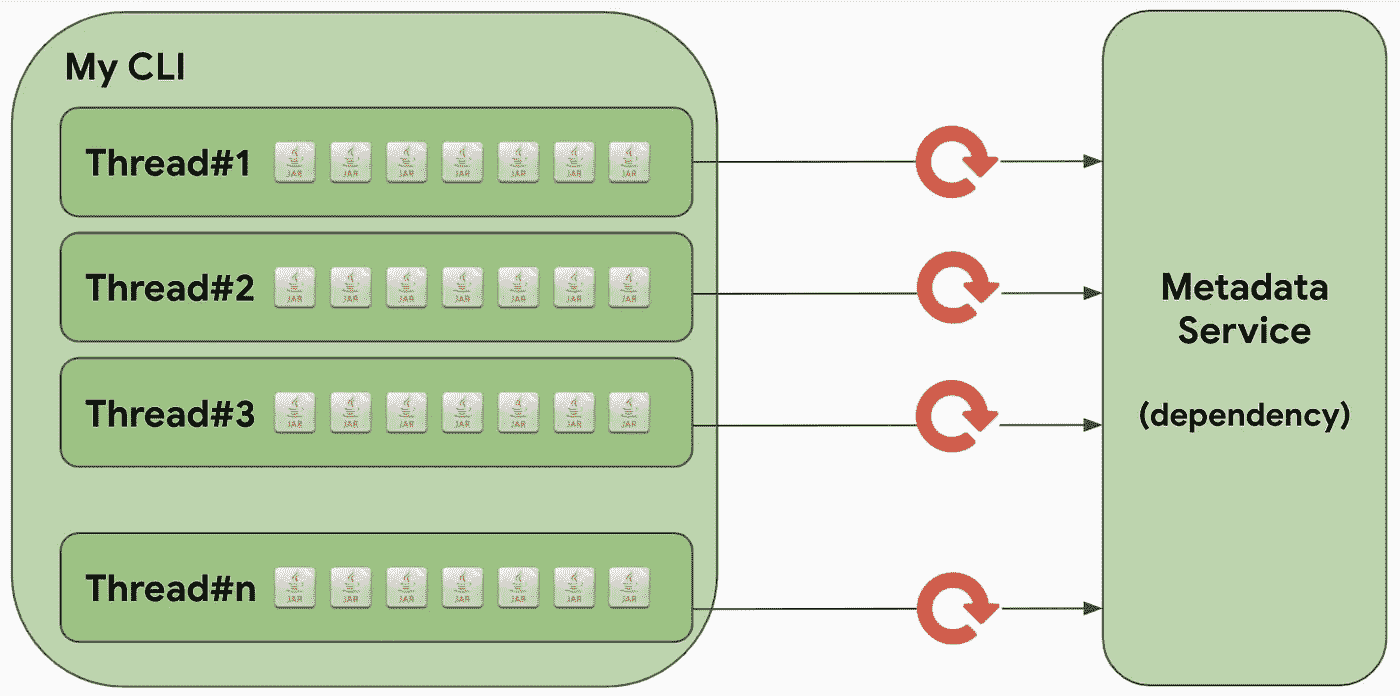 My CLI
Thread#1 JAR JAR JAR JAR JAR JAR JAR
Thread#2 JAR JAR JAR JAR JAR JAR JAR
Thread#3 JAR JAR JAR JAR JAR JAR JAR
Thread#n JAR JAR JAR JAR JAR JAR JAR
Metadata
Service
(dependency)